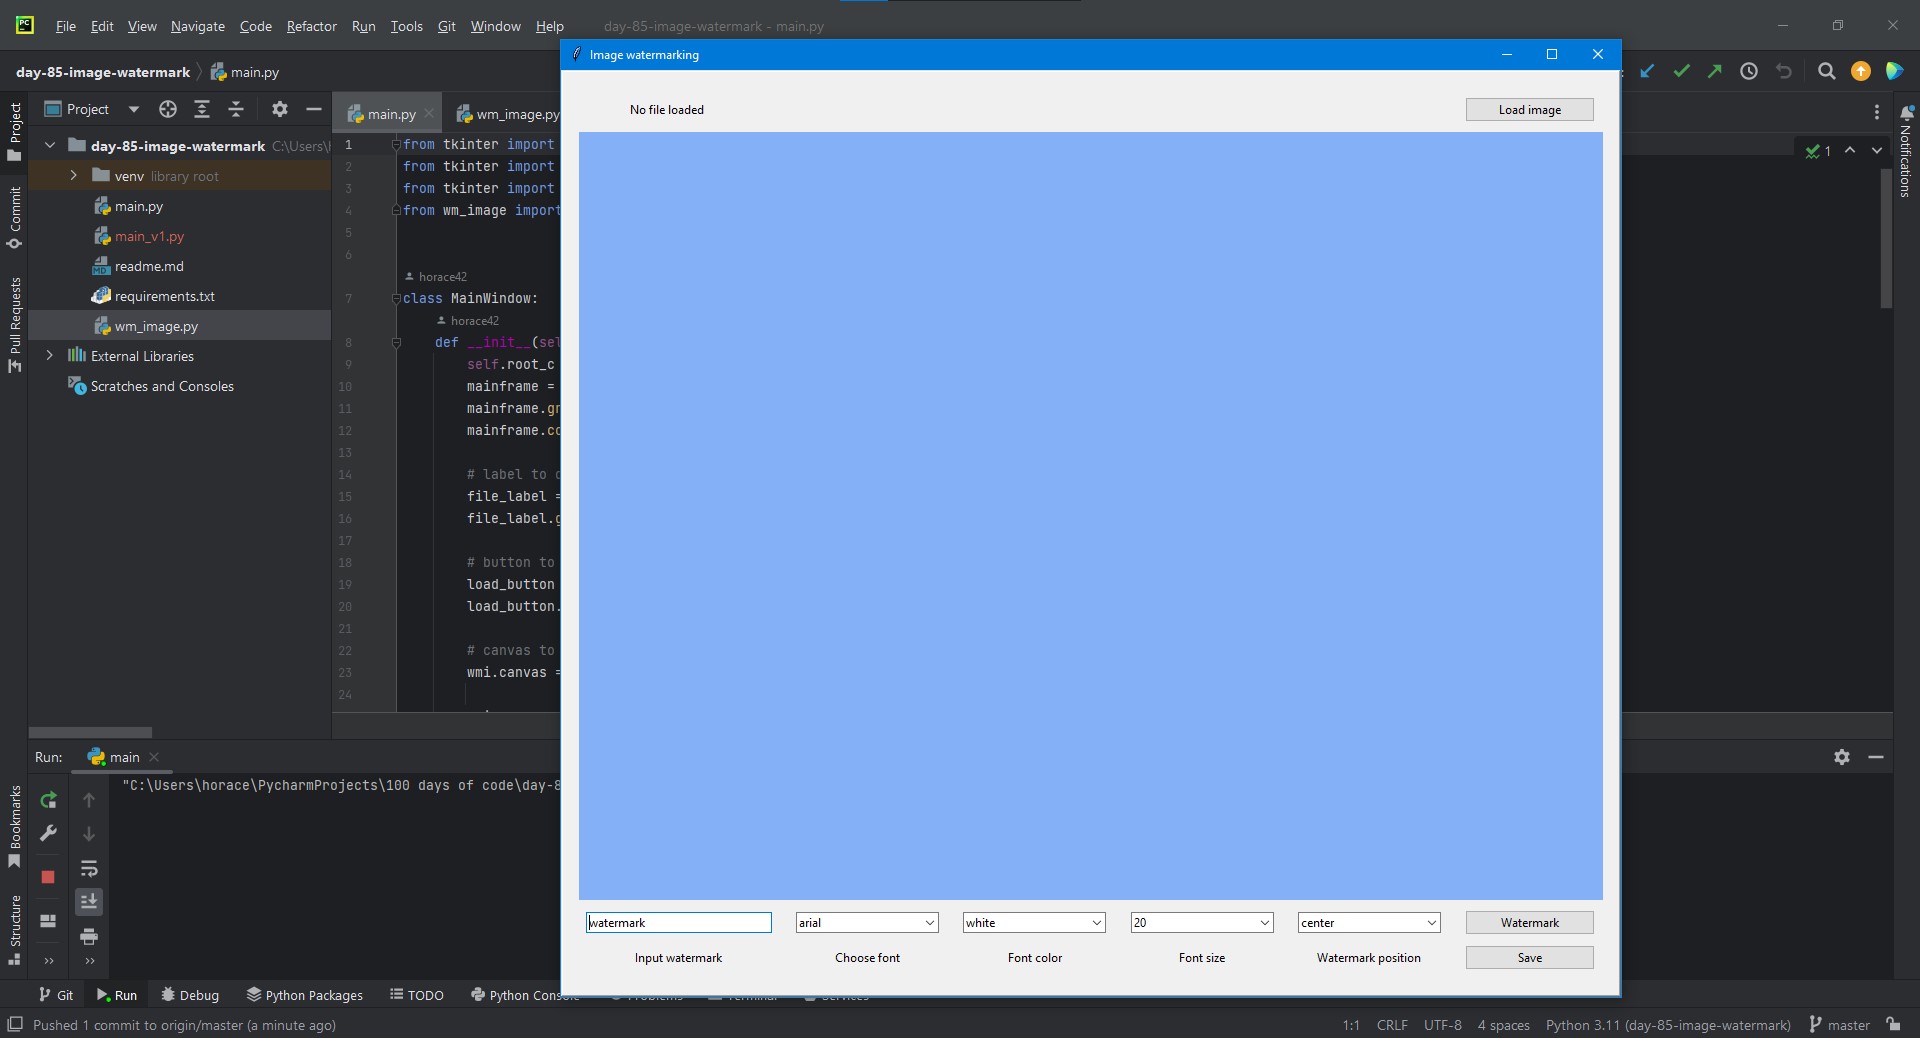 File Edit View Navigate Code Refactor Run Tools Git Window Help day-85-image-watermark - main.py
day-85-image-watermark main.py
Image watermarking
No file loaded
Load image
Project
Commit
Pull Requests
Bookmarks
Structure
Notifications
Project
day-85-image-watermark C:\Users\
venv library root
main.py
main_v1.py
readme.md
requirements.txt
wm_image.py
External Libraries
Scratches and Consoles
main.py wm_image.py
1 from tkinter import
2 from tkinter import
3 from tkinter import
4 from wm_image import
5
6
horace42
7 class MainWindow:
horace42
8 def __init__(sel
9 self.root_c
10 mainframe =
11 mainframe.gr
12 mainframe.co
13
14 # label to
15 file_label =
16 file_label.g
17
18 # button to
19 load_button
20 load_button.
21
22 # canvas to
23 wmi.canvas =
24
1
watermark
arial
white
20
center
Watermark
Input watermark
Choose font
Font color
Font size
Watermark position
Save
Run: main
"C:\Users\horace\PycharmProjects\100 days of code\day-8
Git Run Debug Python Packages TODO Python Console Problems Terminal Services
Pushed 1 commit to origin/master (a minute ago)
1:1 CRLF UTF-8 4 spaces Python 3.11 (day-85-image-watermark) master